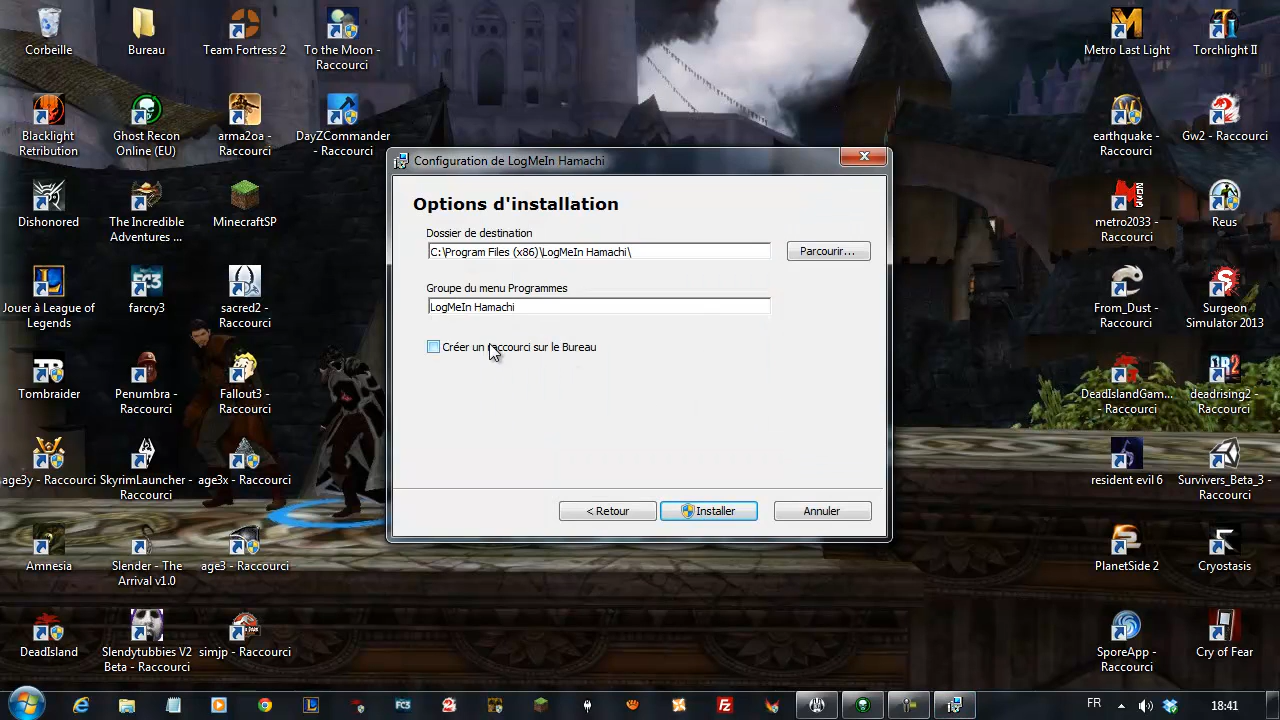 Corbeille
Bureau
Team Fortress 2
To the Moon -
Raccourci
Metro Last Light
Torchlight II
Blacklight
Retribution
Ghost Recon
Online (EU)
arma2oa -
Raccourci
DayZCommander
- Raccourci
earthquake -
Raccourci
Gw2 - Raccourci
Configuration de LogMeIn Hamachi
Options d'installation
Dossier de destination
C:\Program Files (x86)\LogMeIn Hamachi\
Parcourir...
Groupe du menu Programmes
LogMeIn Hamachi
Créer un raccourci sur le Bureau
< Retour
Installer
Annuler
Dishonored
The Incredible
Adventures ...
MinecraftSP
metro2033 -
Raccourci
Reus
Jouer à League of
Legends
farcry3
sacred2 -
Raccourci
From_Dust -
Raccourci
Surgeon
Simulator 2013
Tombraider
Penumbra -
Raccourci
Fallout3 -
Raccourci
DeadIslandGam...
- Raccourci
deadrising2 -
Raccourci
age3y - Raccourci
SkyrimLauncher -
Raccourci
age3x - Raccourci
resident evil 6
Survivers_Beta_3 -
Raccourci
Amnesia
Slender - The
Arrival v1.0
age3 - Raccourci
PlanetSide 2
Cryostasis
DeadIsland
Slendytubbies V2
Beta - Raccourci
simjp - Raccourci
SporeApp -
Raccourci
Cry of Fear
FR
18:41